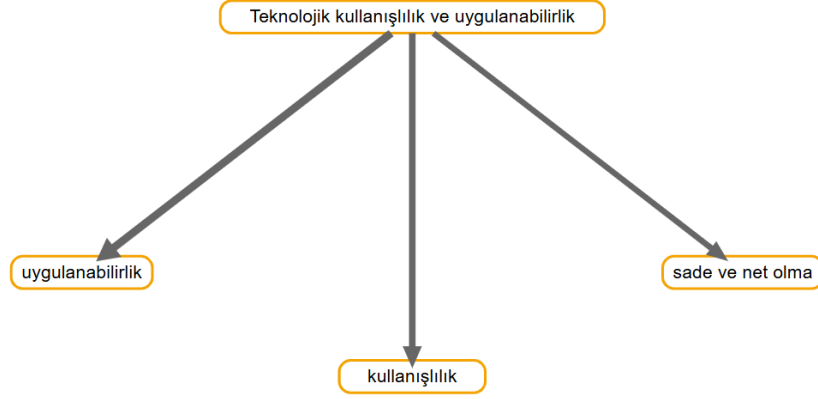 Teknolojik kullanışlılık ve uygulanabilirlik
uygulanabilirlik
sade ve net olma
kullanışlılık